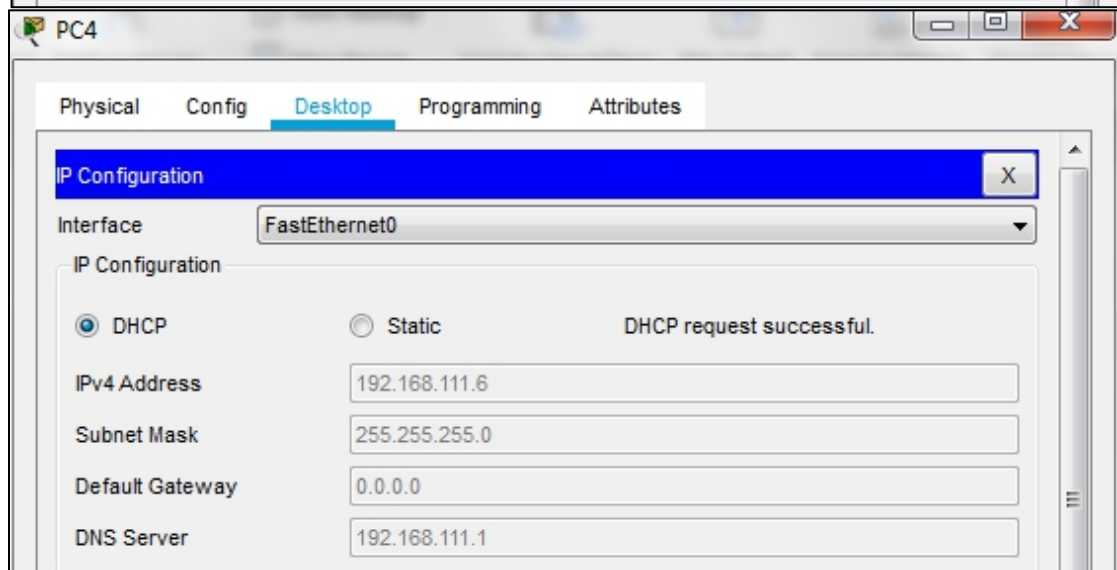 PC4
Physical Config Desktop Programming Attributes
IP Configuration X
Interface FastEthernet0
IP Configuration
DHCP Static DHCP request successful.
IPv4 Address 192.168.111.6
Subnet Mask 255.255.255.0
Default Gateway 0.0.0.0
DNS Server 192.168.111.1